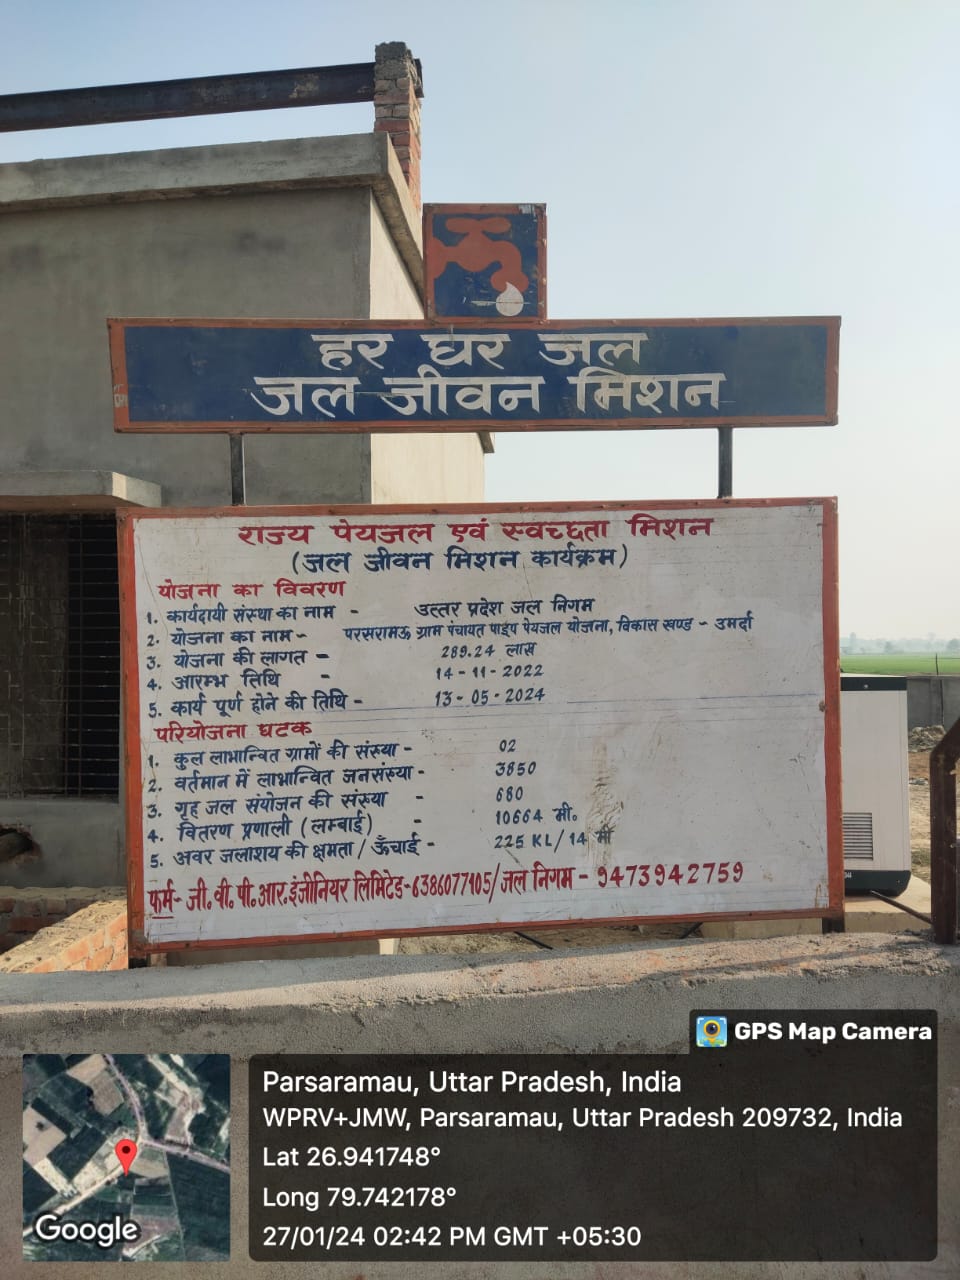 हर घर जल
जल जीवन मिशन
राज्य पेयजल एवं स्वच्छता मिशन
(जल जीवन मिशन कार्यक्रम)
योजना का विवरण
1. कार्यदायी संस्था का नाम - उत्तर प्रदेश जल निगम
2. योजना का नाम - परसरामऊ ग्राम पंचायत पाइप पेयजल योजना, विकास खण्ड - उमर्दा
3. योजना की लागत - 289.24 लाख
4. आरम्भ तिथि - 14-11-2022
5. कार्य पूर्ण होने की तिथि - 13-05-2024
परियोजना घटक
1. कुल लाभान्वित ग्रामों की संख्या - 02
2. वर्तमान में लाभान्वित जनसंख्या - 3850
3. गृह जल संयोजन की संख्या - 680
4. वितरण प्रणाली (लम्बाई) - 10664 मी.
5. अवर जलाशय की क्षमता / ऊँचाई - 225 KL/14 मी
फर्म- जी. वी. पी. आर. इंजीनियर लिमिटेड-6386077105/जल निगम - 9473942759
GPS Map Camera
Parsaramau, Uttar Pradesh, India
WPRV+JMW, Parsaramau, Uttar Pradesh 209732, India
Lat 26.941748°
Long 79.742178°
27/01/24 02:42 PM GMT +05:30
Google